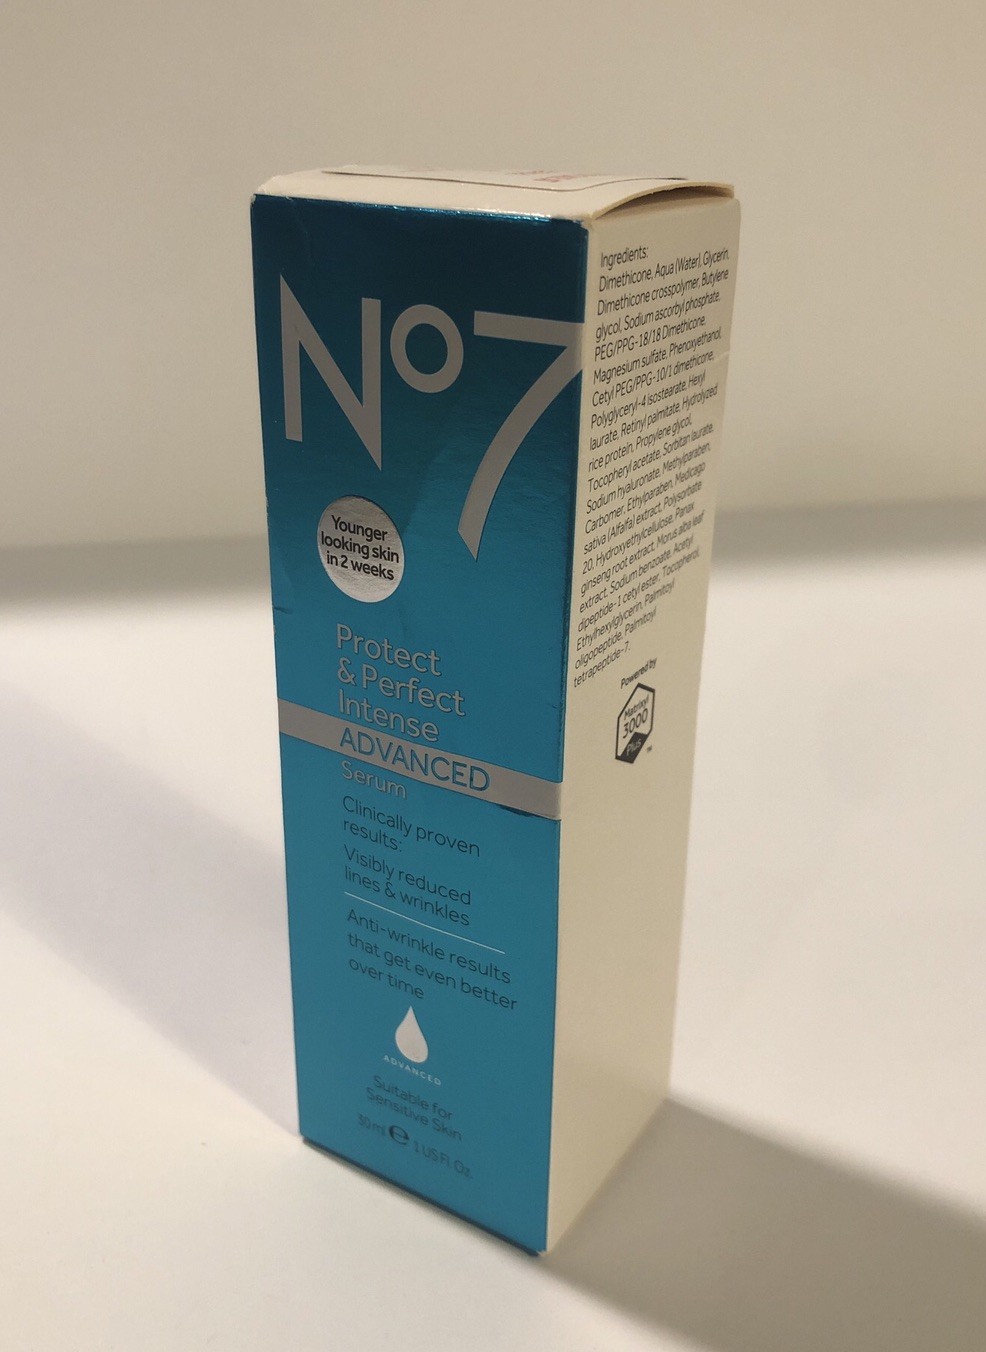 No7
Younger
looking skin
in 2 weeks
Protect
& Perfect
Intense
ADVANCED
Serum
Clinically proven
results:
Visibly reduced
lines & wrinkles
Anti-wrinkle results
that get even better
over time
ADVANCED
Suitable for
Sensitive Skin
30 ml e 1 US Fl. Oz.
Ingredients:
Dimethicone, Aqua (Water), Glycerin,
Dimethicone crosspolymer, Butylene
glycol, Sodium ascorbyl phosphate,
PEG/PPG-18/18 Dimethicone,
Magnesium sulfate, Phenoxyethanol,
Cetyl PEG/PPG-10/1 dimethicone,
Polyglyceryl-4 isostearate, Hexyl
laurate, Retinyl palmitate, Hydrolyzed
rice protein, Propylene glycol,
Tocopheryl acetate, Sorbitan laurate,
Sodium hyaluronate, Methylparaben,
Carbomer, Ethylparaben, Medicago
sativa (Alfalfa) extract, Polysorbate
20, Hydroxyethylcellulose, Panax
ginseng root extract, Morus alba leaf
extract, Sodium benzoate, Acetyl
dipeptide-1 cetyl ester, Tocopherol,
Ethylhexylglycerin, Palmitoyl
oligopeptide, Palmitoyl
tetrapeptide-7.
Powered by
Matrixyl
3000
Plus
™